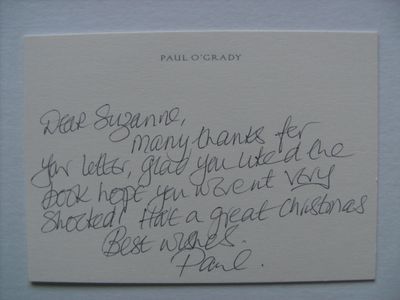 PAUL O'GRADY
Dear Suzanne,
many thanks for
your letter, glad you liked the
book hope you weren't very
shocked! Hat a great Christmas
Best wishes.
Paul.